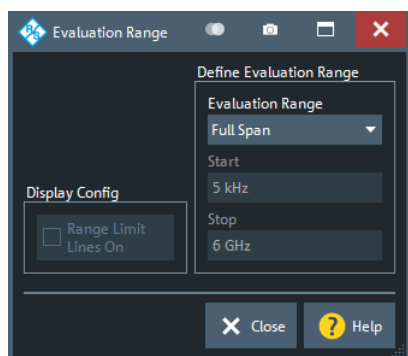 Evaluation Range
Define Evaluation Range
Evaluation Range
Full Span
Start
5 kHz
Stop
6 GHz
Display Config
Range Limit
Lines On
Close
? Help